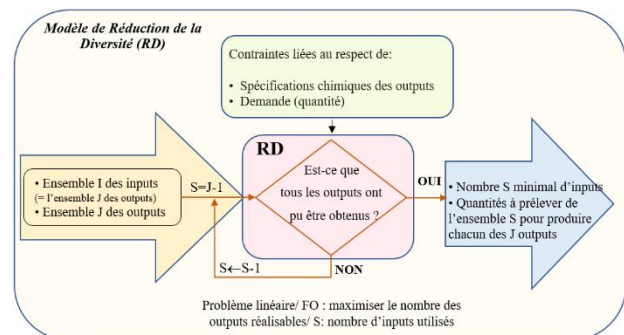 Modèle de Réduction de la
Diversité (RD)
Contraintes liées au respect de:
• Spécifications chimiques des outputs
• Demande (quantité)
RD
• Ensemble I des inputs
(= l'ensemble J des outputs)
• Ensemble J des outputs
S=J-1
Est-ce que
tous les outputs ont
pu être obtenus ?
OUI
• Nombre S minimal d'inputs
• Quantités à prélever de
l'ensemble S pour produire
chacun des J outputs
S←S-1
NON
Problème linéaire/ FO : maximiser le nombre des
outputs réalisables/ S: nombre d'inputs utilisés